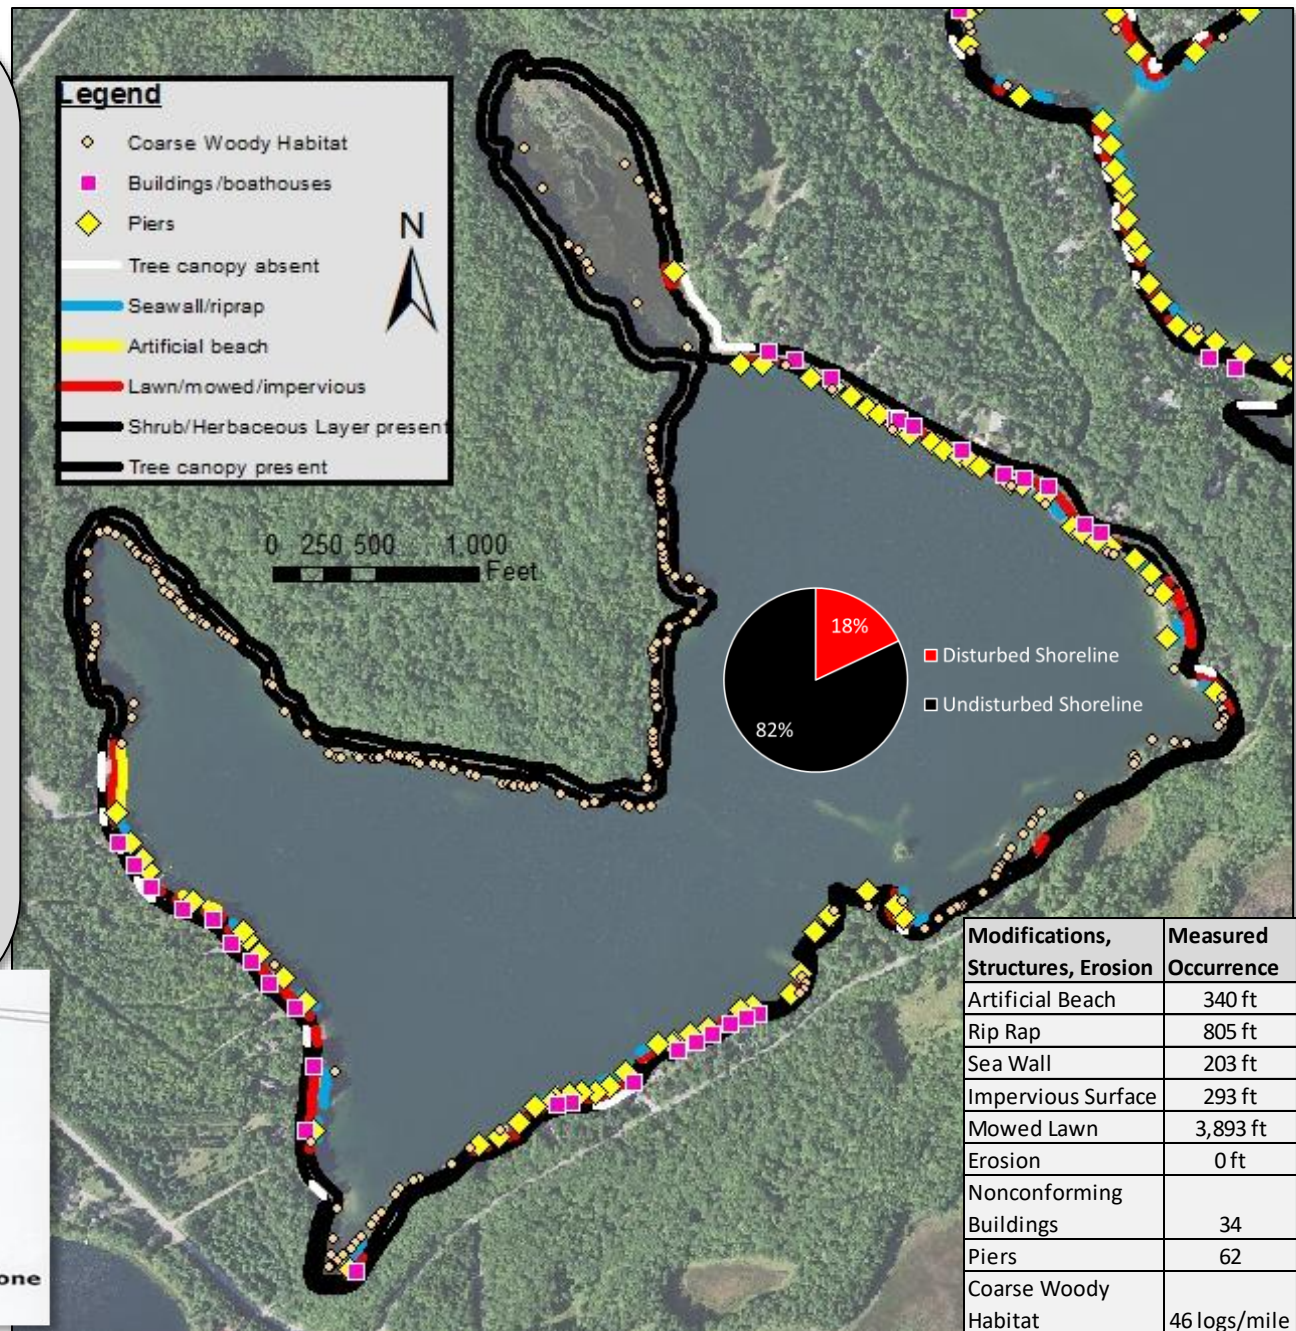 Legend
Coarse Woody Habitat
Buildings/boathouses
Piers
N
Tree canopy absent
Seawall/riprap
Artificial beach
Lawn/mowed/impervious
Shrub/Herbaceous Layer present
Tree canopy present
0 250 500 1,000
Feet
18%
82%
Disturbed Shoreline
Undisturbed Shoreline
Modifications, Structures, Erosion Measured Occurrence
Artificial Beach 340 ft
Rip Rap 805 ft
Sea Wall 203 ft
Impervious Surface 293 ft
Mowed Lawn 3,893 ft
Erosion 0 ft
Nonconforming Buildings 34
Piers 62
Coarse Woody Habitat 46 logs/mile
one